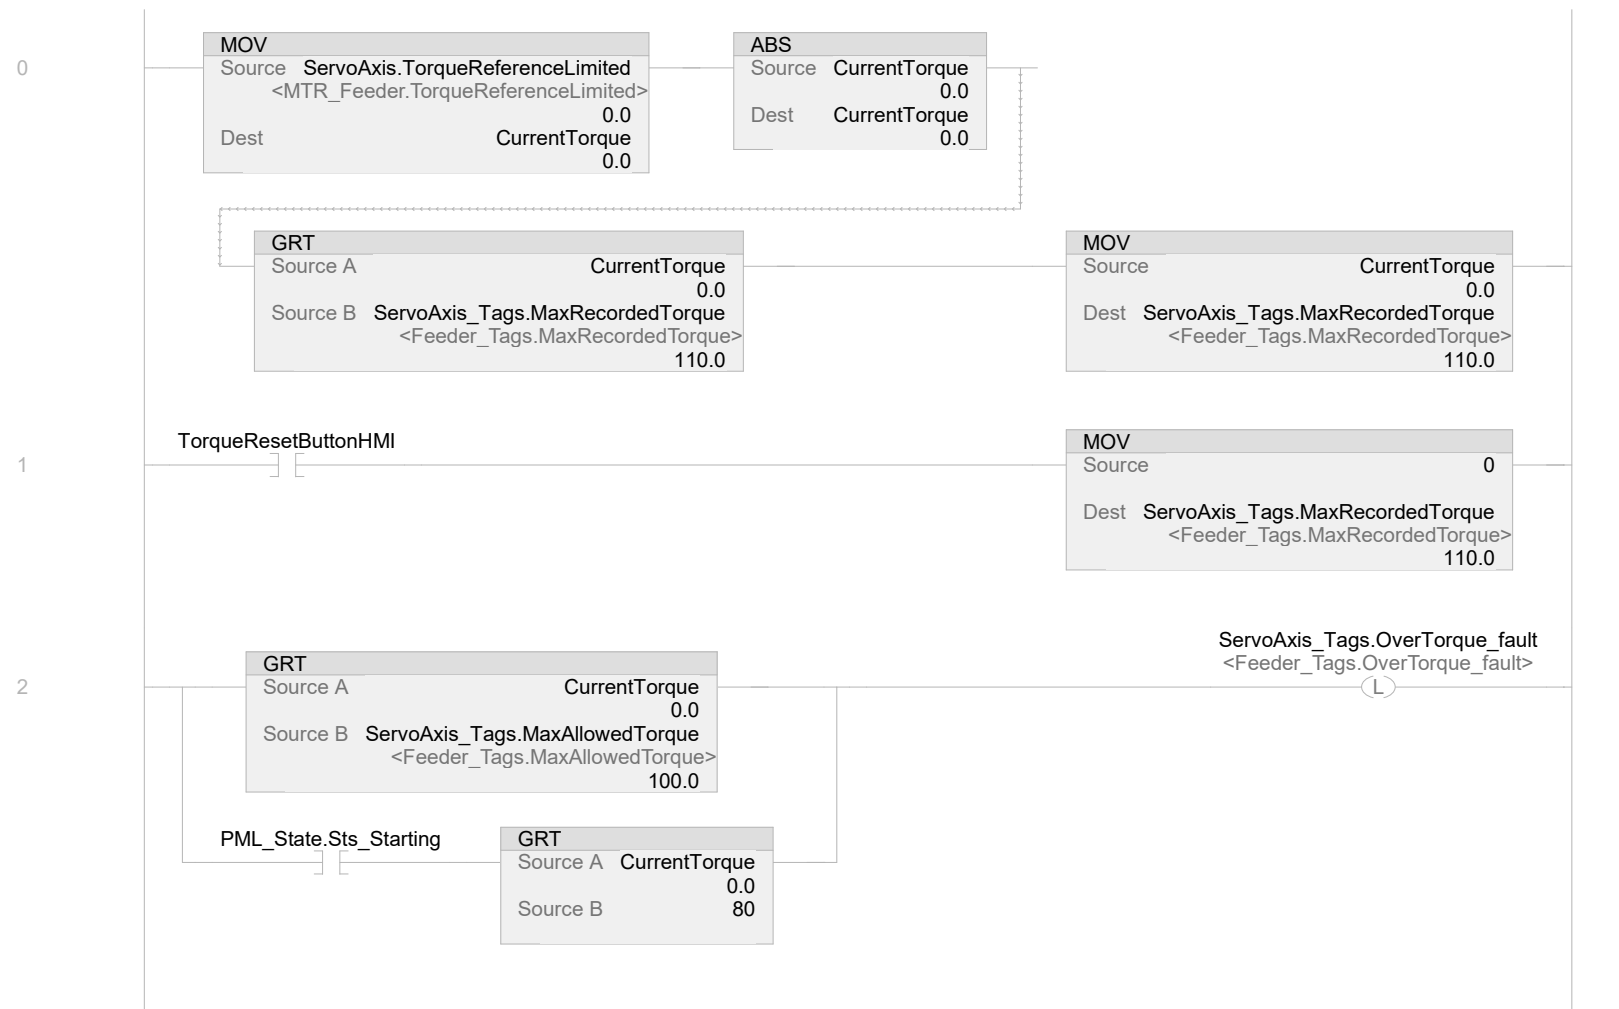 MOV
ABS
0
Source ServoAxis.TorqueReferenceLimited
<MTR_Feeder.TorqueReferenceLimited>
0.0
Dest CurrentTorque
0.0
Source CurrentTorque
0.0
Dest CurrentTorque
0.0
GRT
Source A CurrentTorque
0.0
Source B ServoAxis_Tags.MaxRecordedTorque
<Feeder_Tags.MaxRecordedTorque>
110.0
MOV
Source CurrentTorque
0.0
Dest ServoAxis_Tags.MaxRecordedTorque
<Feeder_Tags.MaxRecordedTorque>
110.0
1
TorqueResetButtonHMI
MOV
Source 0
Dest ServoAxis_Tags.MaxRecordedTorque
<Feeder_Tags.MaxRecordedTorque>
110.0
2
GRT
Source A CurrentTorque
0.0
Source B ServoAxis_Tags.MaxAllowedTorque
<Feeder_Tags.MaxAllowedTorque>
100.0
ServoAxis_Tags.OverTorque_fault
<Feeder_Tags.OverTorque_fault>
L
PML_State.Sts_Starting
GRT
Source A CurrentTorque
0.0
Source B 80